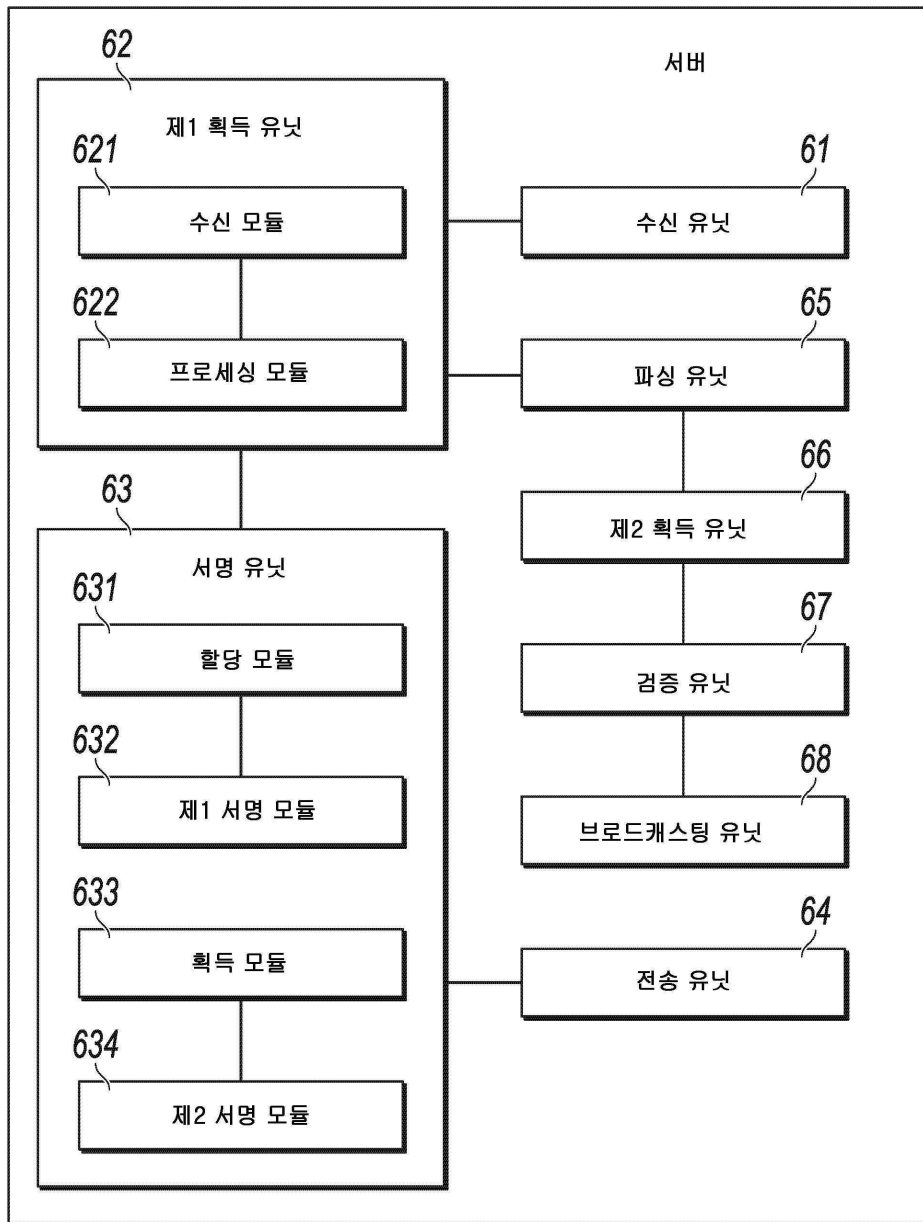 62
서버
제1 획득 유닛
621
61
수신 모듈
수신 유닛
622
65
프로세싱 모듈
파싱 유닛
63
66
서명 유닛
제2 획득 유닛
631
67
할당 모듈
검증 유닛
632
68
제1 서명 모듈
브로드캐스팅 유닛
633
64
획득 모듈
전송 유닛
634
제2 서명 모듈